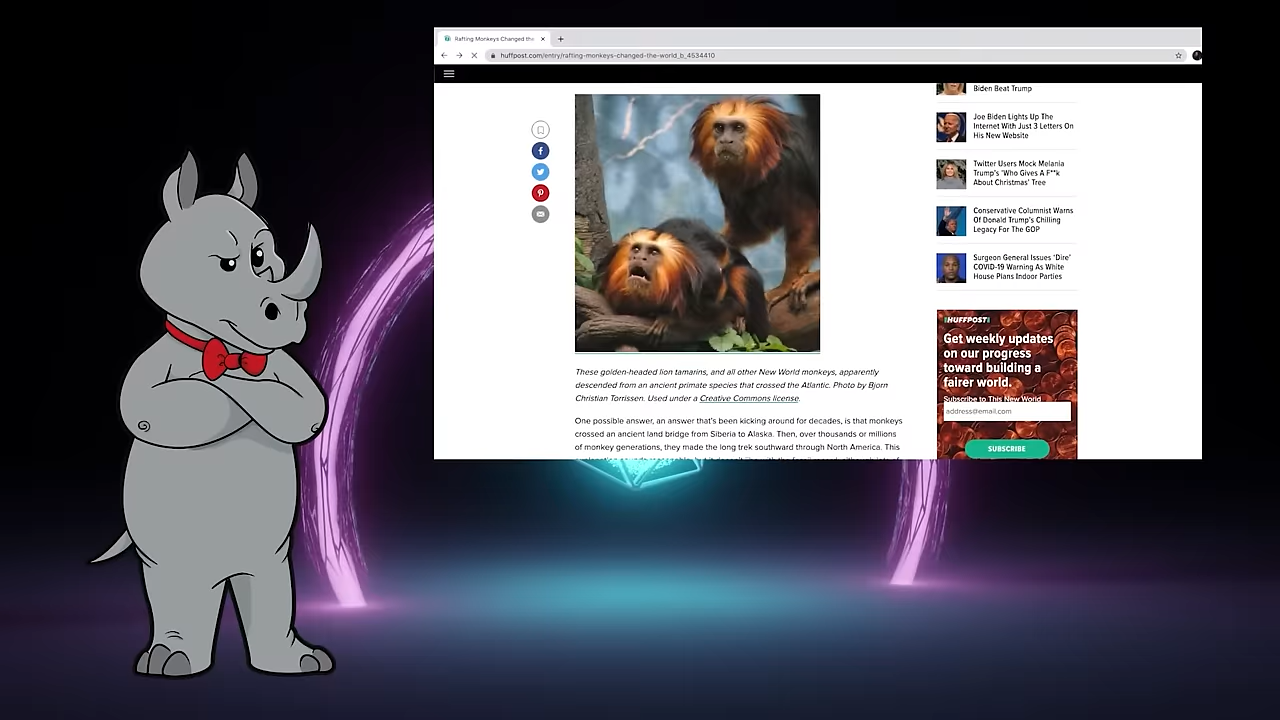 Rafting Monkeys Changed the
huffpost.com/entry/rafting-monkeys-changed-the-world_b_4534410
Biden Beat Trump
Joe Biden Lights Up The
Internet With Just 3 Letters On
His New Website
Twitter Users Mock Melania
Trump's 'Who Gives A F**k
About Christmas' Tree
Conservative Columnist Warns
Of Donald Trump's Chilling
Legacy For The GOP
Surgeon General Issues 'Dire'
COVID-19 Warning As White
House Plans Indoor Parties
These golden-headed lion tamarins, and all other New World monkeys, apparently
descended from an ancient primate species that crossed the Atlantic. Photo by Bjorn
Christian Torrissen. Used under a Creative Commons license.
One possible answer, an answer that's been kicking around for decades, is that monkeys
crossed an ancient land bridge from Siberia to Alaska. Then, over thousands or millions
of monkey generations, they made the long trek southward through North America. This
HUFFPOST
Get weekly updates
on our progress
toward building a
fairer world.
Subscribe to This New World
address@email.com
SUBSCRIBE